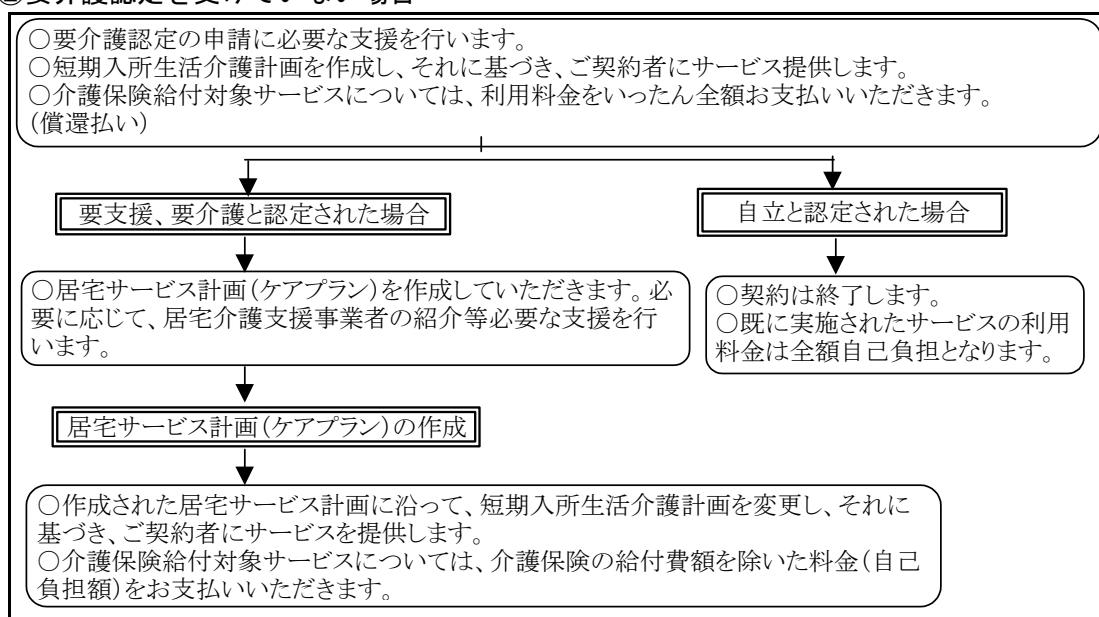 要介護認定を受けていない場合
○要介護認定の申請に必要な支援を行います。
○短期入所生活介護計画を作成し、それに基づき、ご契約者にサービス提供します。
○介護保険給付対象サービスについては、利用料金をいったん全額お支払いいただきます。
(償還払い)
要支援、要介護と認定された場合
自立と認定された場合
○居宅サービス計画(ケアプラン)を作成していただきます。必
要に応じて、居宅介護支援事業者の紹介等必要な支援を行
います。
○契約は終了します。
○既に実施されたサービスの利用
料金は全額自己負担となります。
居宅サービス計画(ケアプラン)の作成
○作成された居宅サービス計画に沿って、短期入所生活介護計画を変更し、それに
基づき、ご契約者にサービスを提供します。
○介護保険給付対象サービスについては、介護保険の給付費額を除いた料金(自己
負担額)をお支払いいただきます。